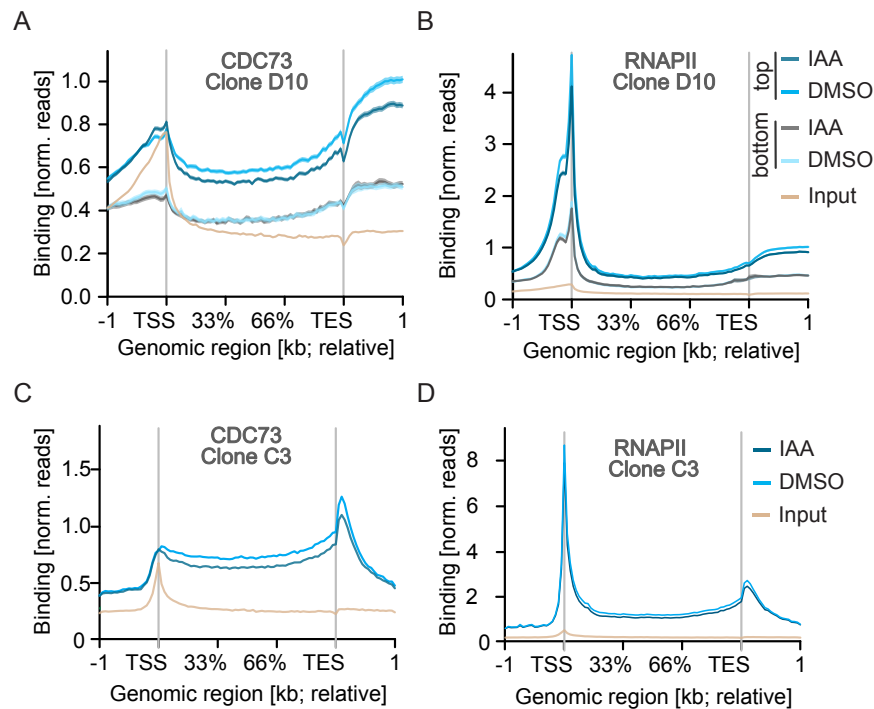 A
CDC73
Clone D10
Binding [norm. reads]
1.0
0.8
0.6
0.4
0.2
0.0
-1
TSS
33%
66%
TES
1
Genomic region [kb; relative]
B
RNAPII
Clone D10
Binding [norm. reads]
4
3
2
1
0
-1
TSS
33%
66%
TES
1
Genomic region [kb; relative]
top
IAA
DMSO
bottom
IAA
DMSO
Input
C
CDC73
Clone C3
Binding [norm. reads]
1.5
1.0
0.5
0
-1
TSS
33%
66%
TES
1
Genomic region [kb; relative]
D
RNAPII
Clone C3
Binding [norm. reads]
8
6
4
2
0
-1
TSS
33%
66%
TES
1
Genomic region [kb; relative]
IAA
DMSO
Input